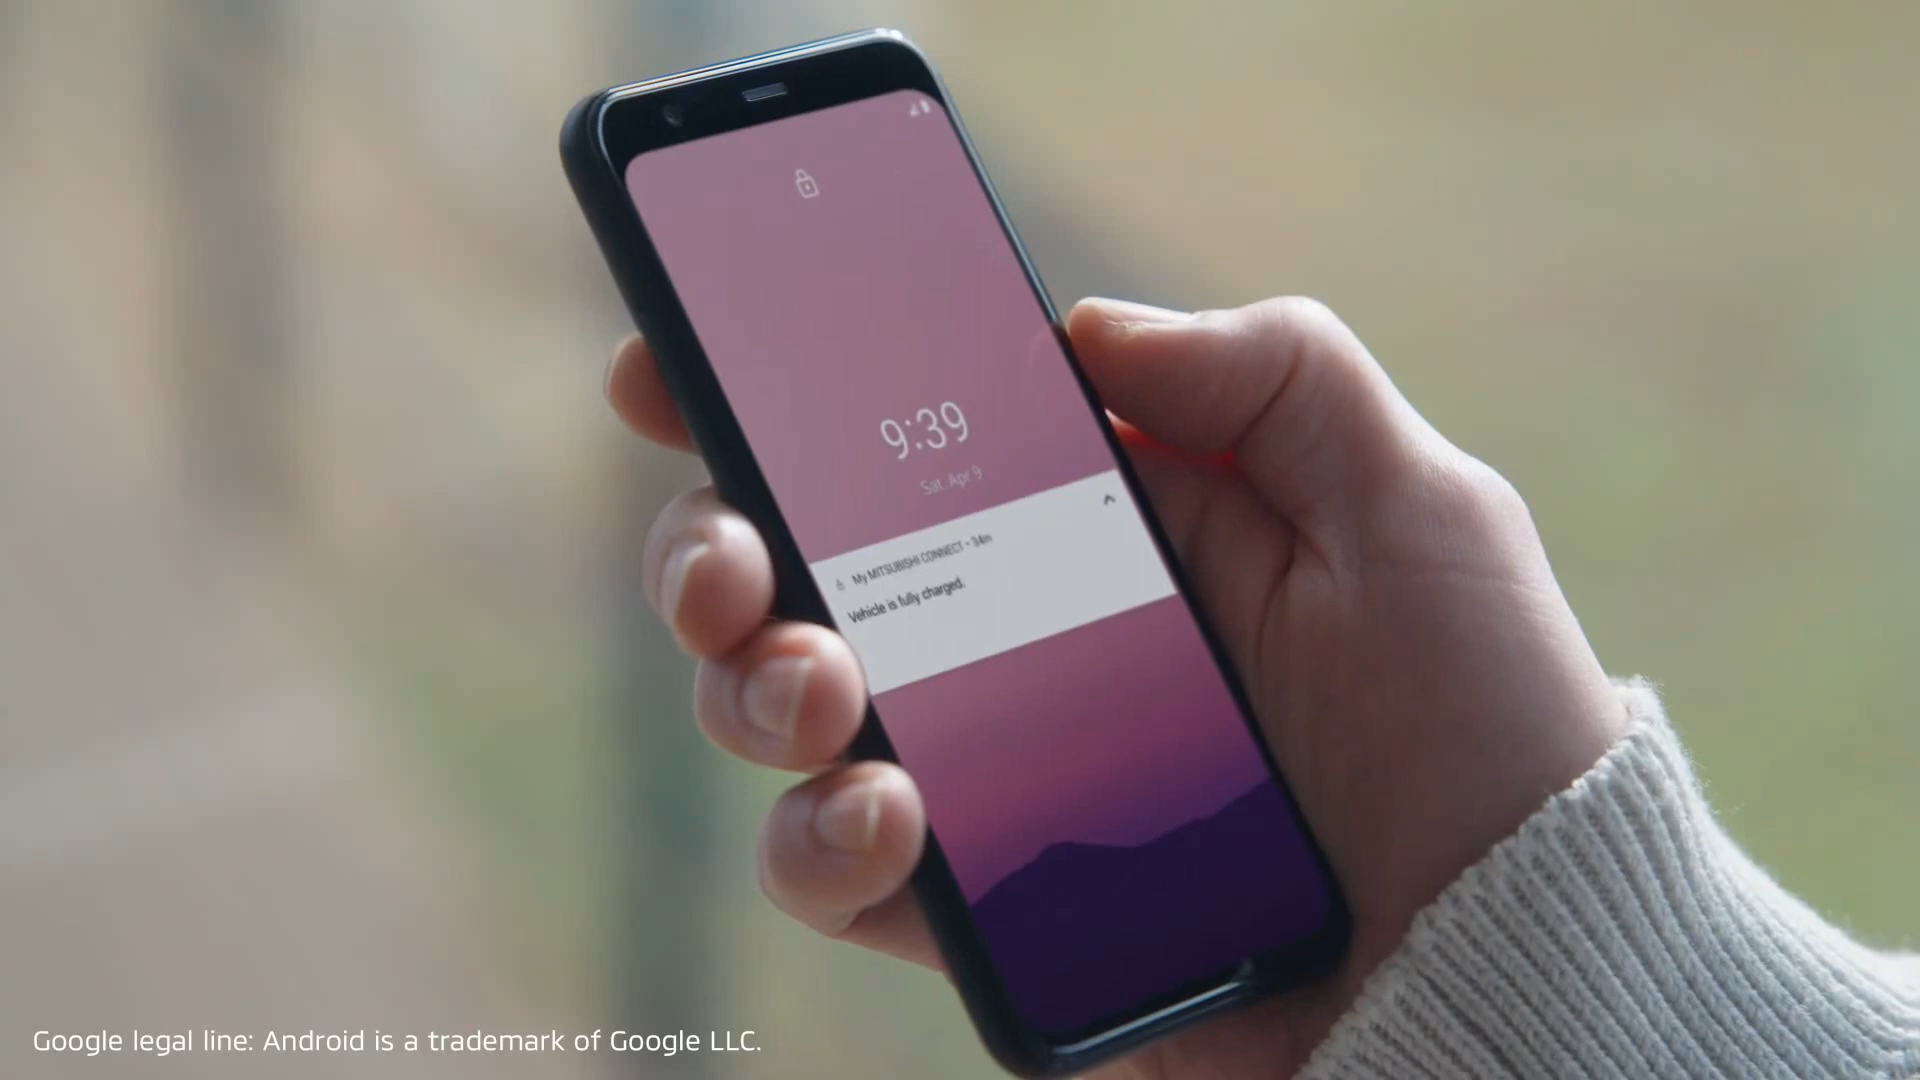 9:39
Sat. Apr 9
My MITSUBISHI CONNECT • 34m
Vehicle is fully charged.
Google legal line: Android is a trademark of Google LLC.